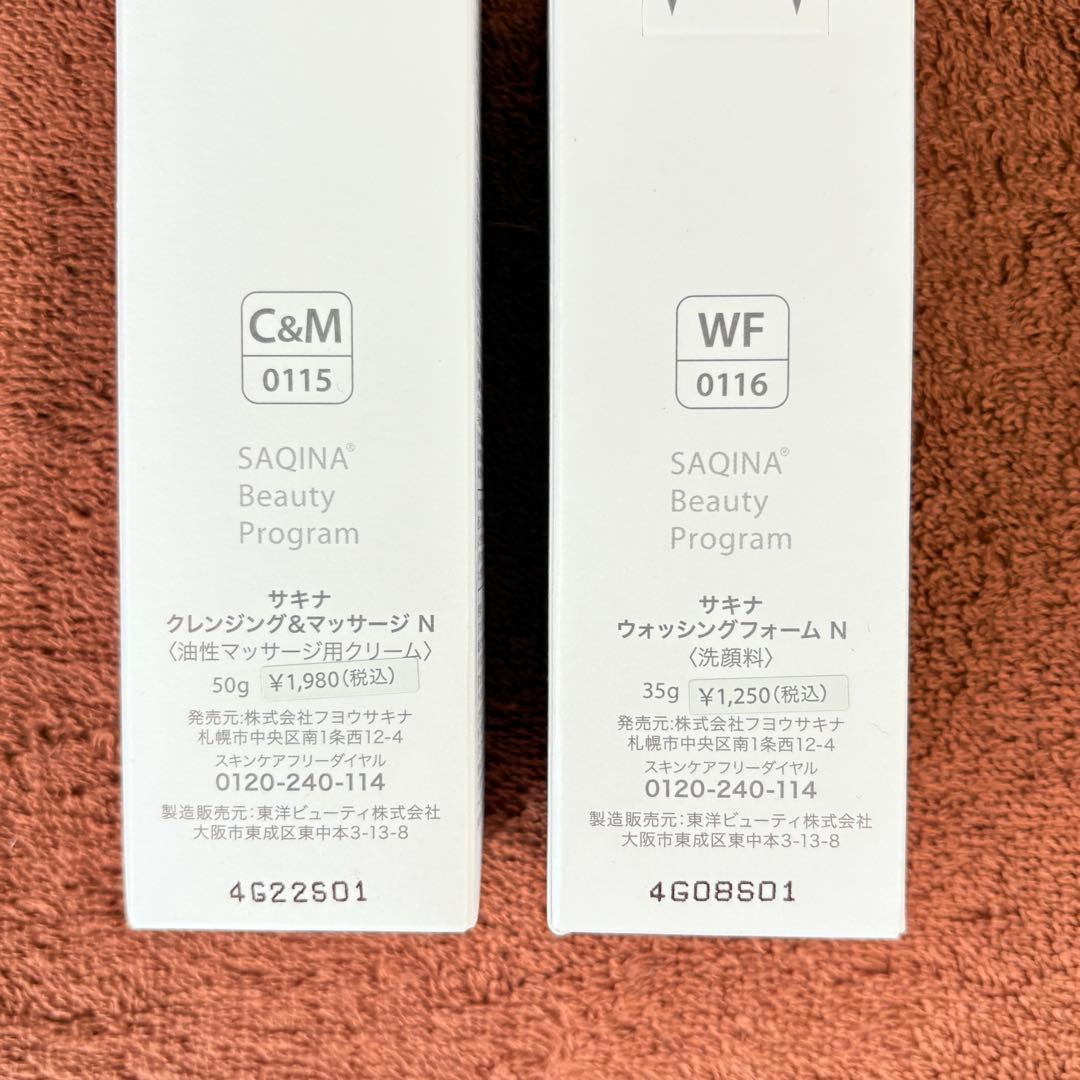 C&M
0115
SAQINA®
Beauty
Program
サキナ
クレンジング&マッサージ N
〈油性マッサージ用クリーム〉
50g ¥1,980(税込)
発売元:株式会社フヨウサキナ
札幌市中央区南1条西12-4
スキンケアフリーダイヤル
0120-240-114
製造販売元:東洋ビューティ株式会社
大阪市東成区東中本3-13-8
4G22S01
WF
0116
SAQINA®
Beauty
Program
サキナ
ウォッシングフォーム N
〈洗顔料〉
35g ¥1,250(税込)
発売元:株式会社フヨウサキナ
札幌市中央区南1条西12-4
スキンケアフリーダイヤル
0120-240-114
製造販売元:東洋ビューティ株式会社
大阪市東成区東中本3-13-8
4G08S01